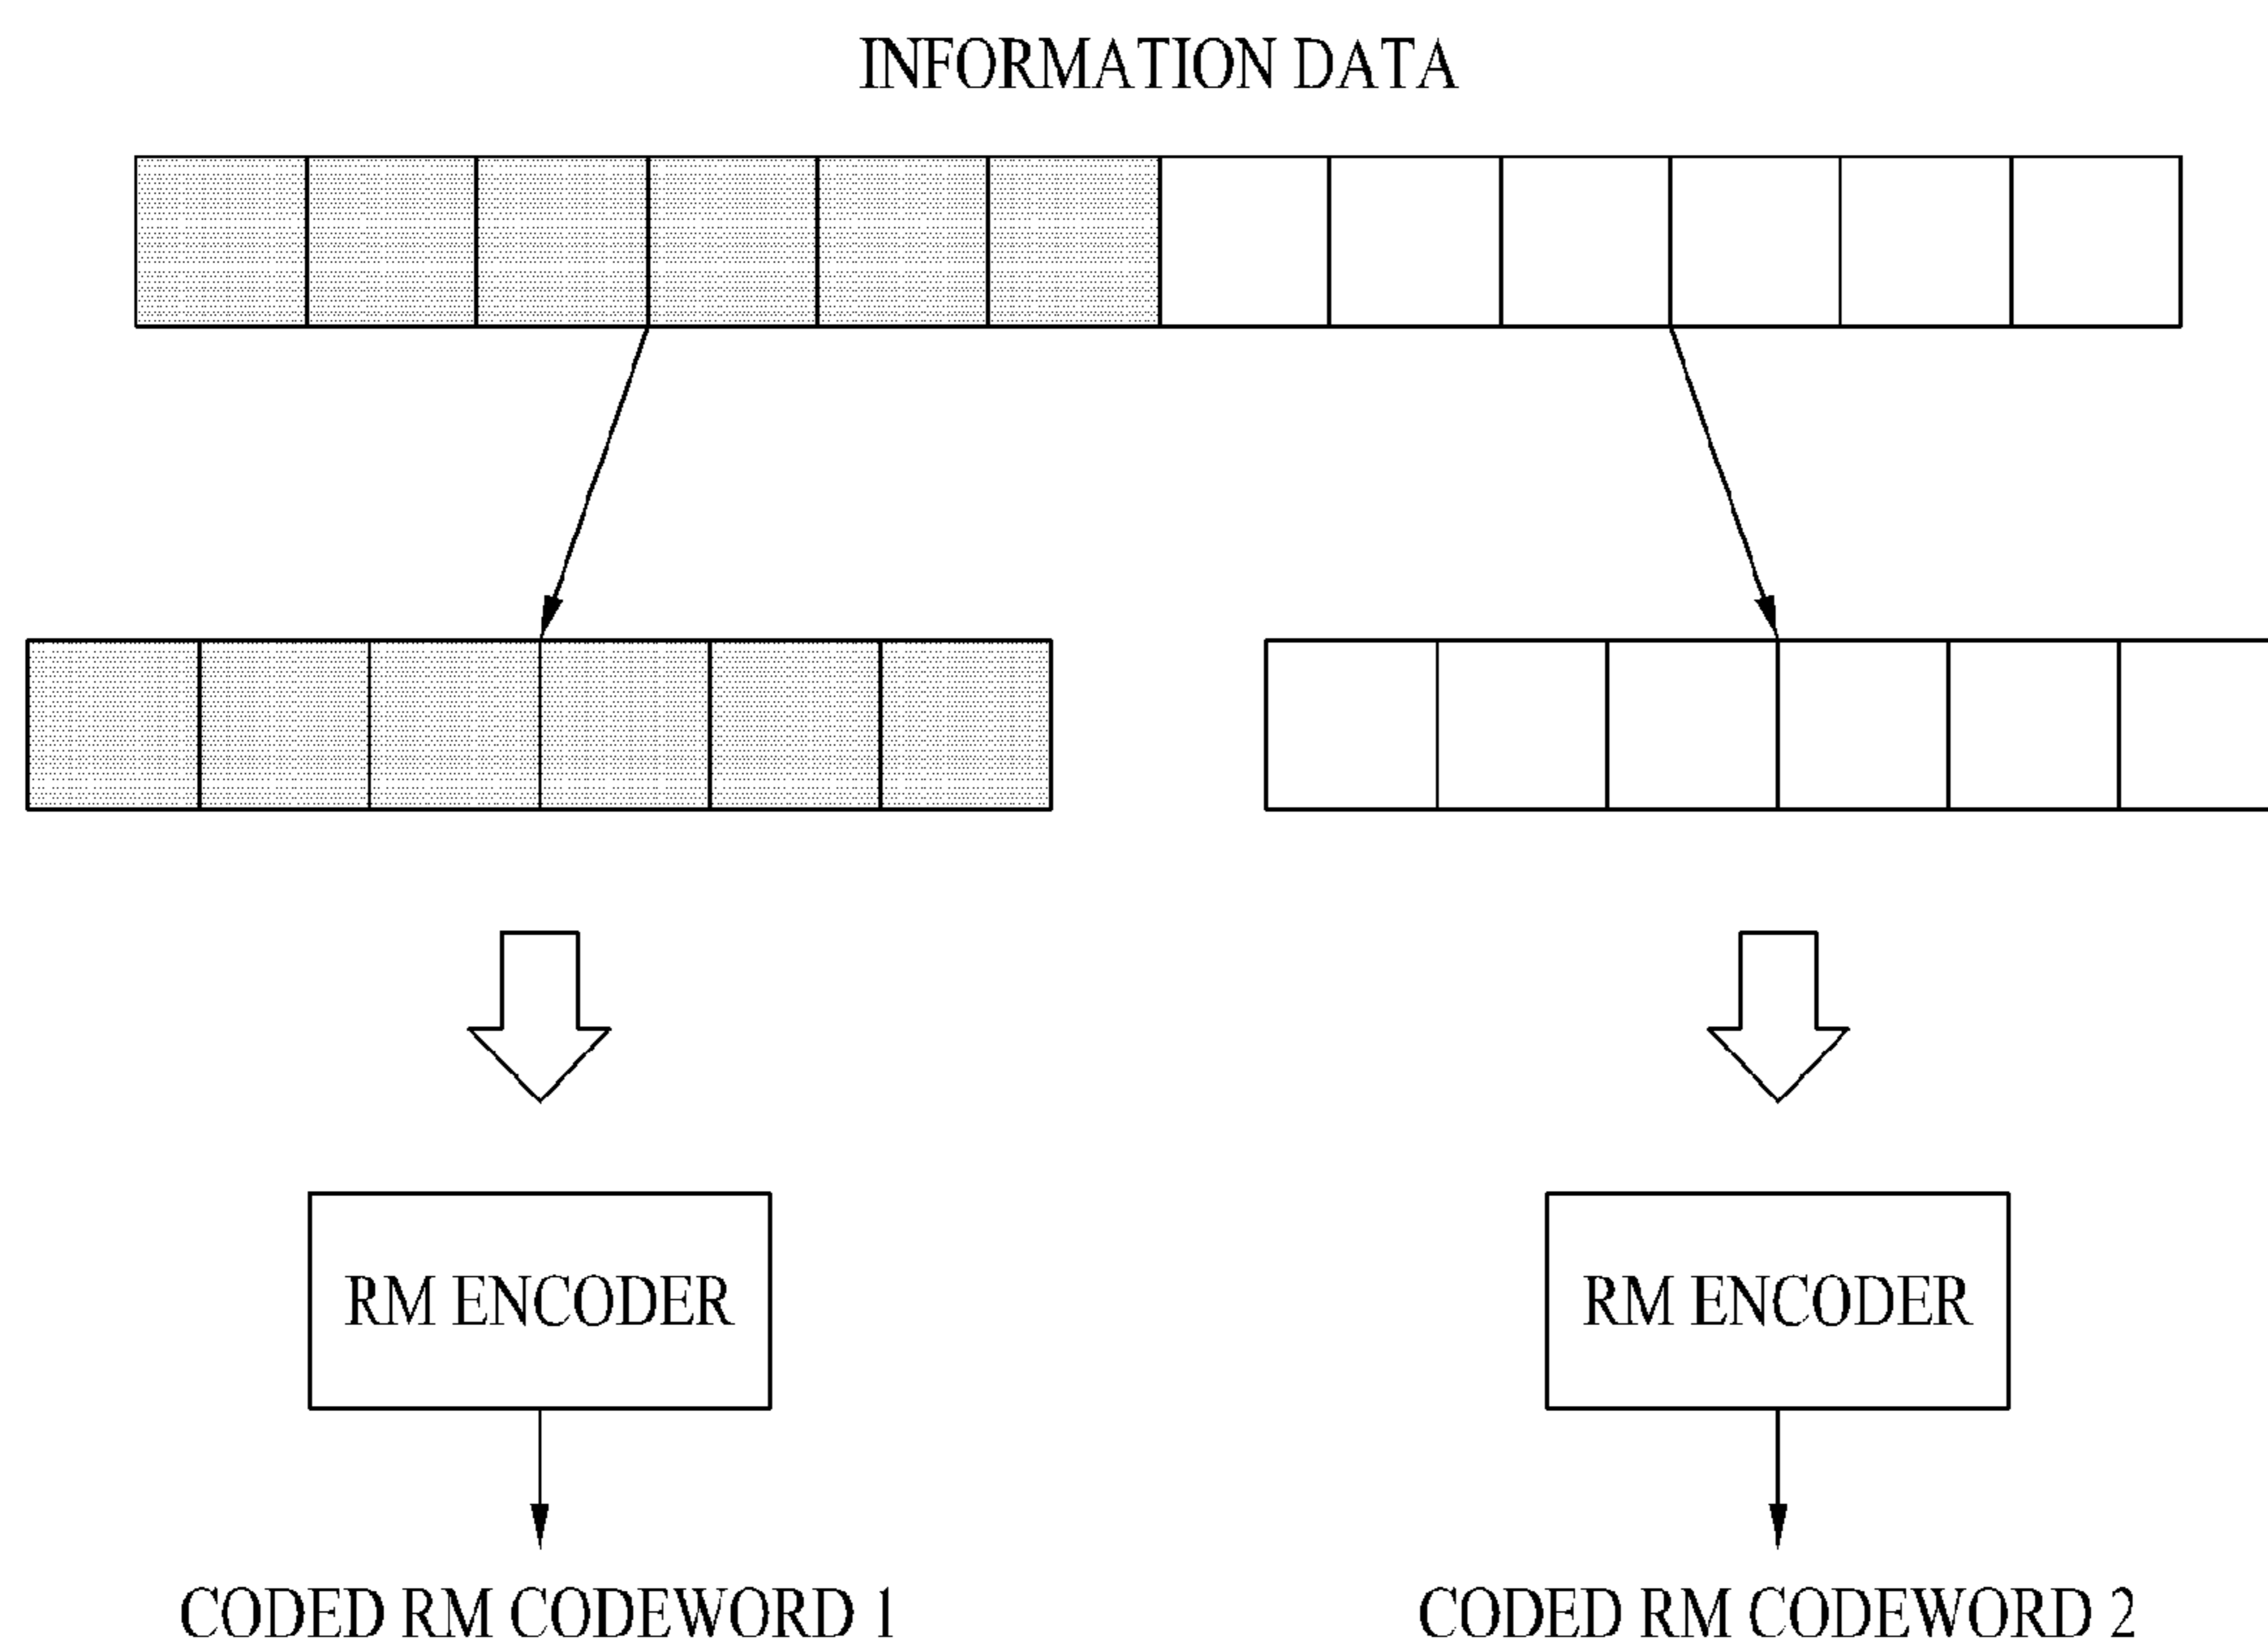 INFORMATION DATA
RM ENCODER
RM ENCODER
CODED RM CODEWORD 1
CODED RM CODEWORD 2